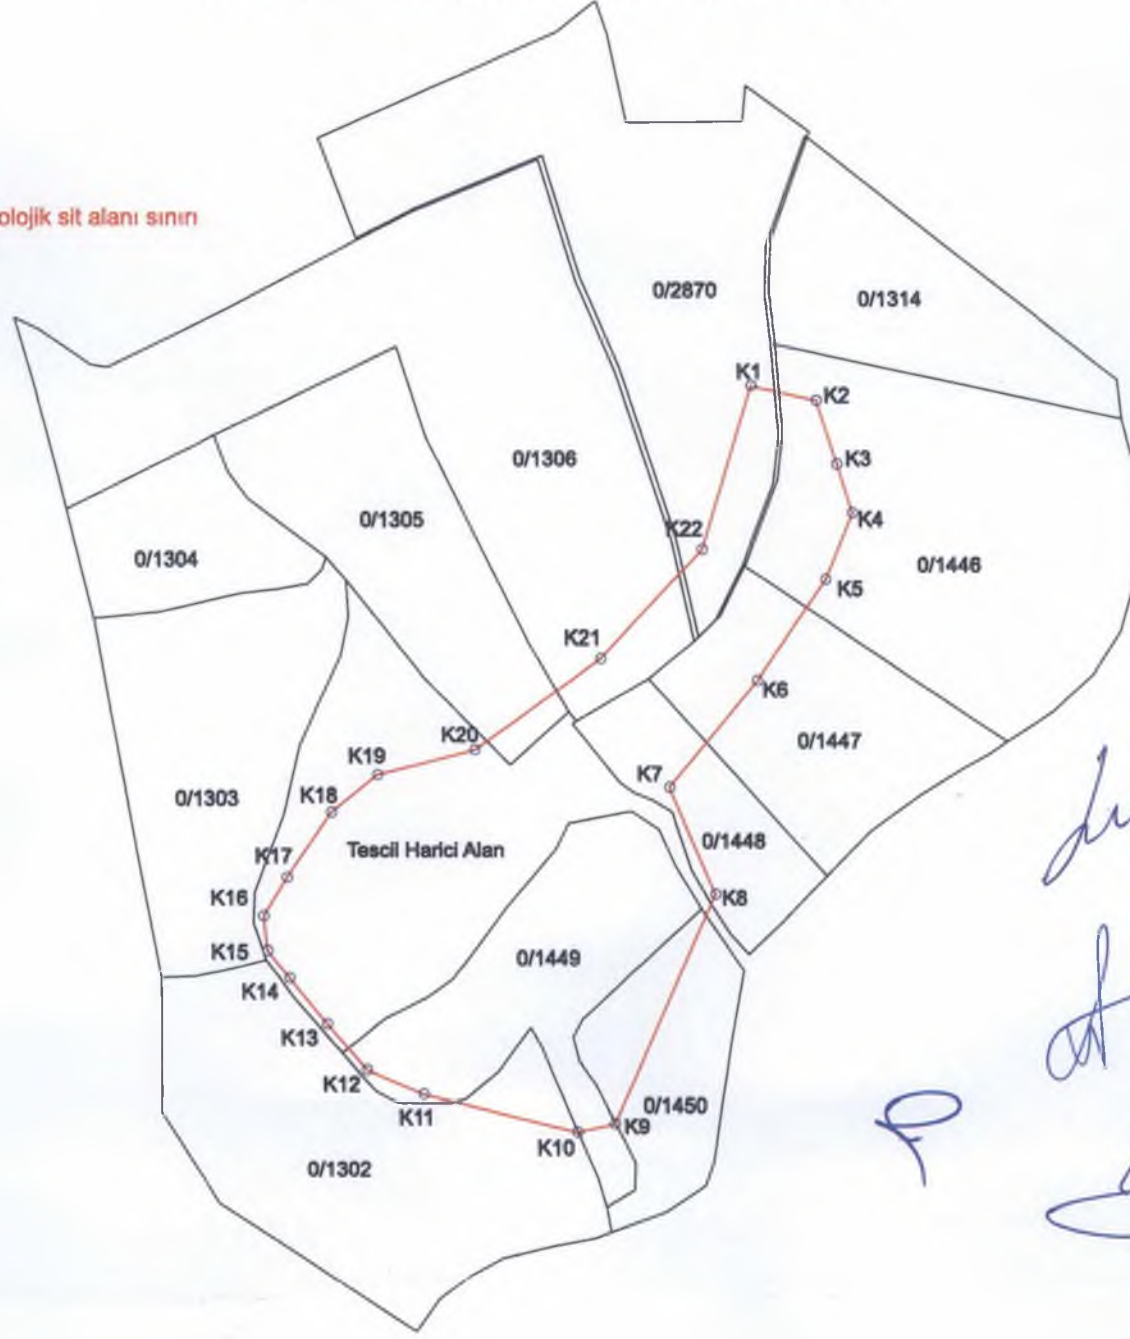 olojik sit alanı sınırı
0/2870
0/1314
K1
K2
0/1306
K3
0/1305
K4
K22
0/1304
0/1446
K5
K21
K6
K20
0/1447
K19
K7
0/1303
K18
0/1448
Tescil Harici Alan
K17
K8
K16
K15
0/1449
K14
K13
K12
0/1450
K11
K9
K10
0/1302